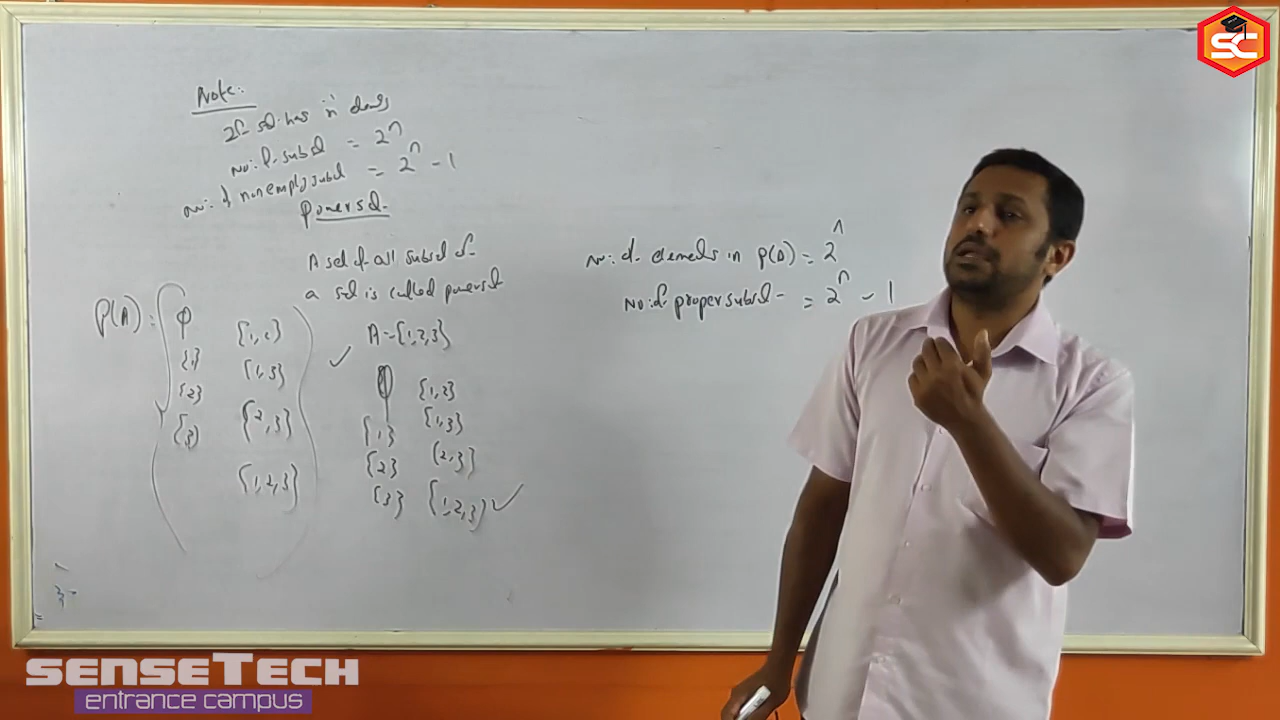 SC
Note:
If set has 'n' elements
no: of subset = 2ⁿ
no: of nonempty subset = 2ⁿ - 1
Powerset
A set of all subset of
a set is called powerset
A = {1,2,3}
ϕ {1,2}
{1} {1,3}
{2} {2,3}
{3} {1,2,3}
P(A) : ϕ {1,2}
{1} {1,3}
{2} {2,3}
{3}
{1,2,3}
no: of elements in P(A) = 2ⁿ
no: of proper subset = 2ⁿ - 1
SENSETECH
entrance campus